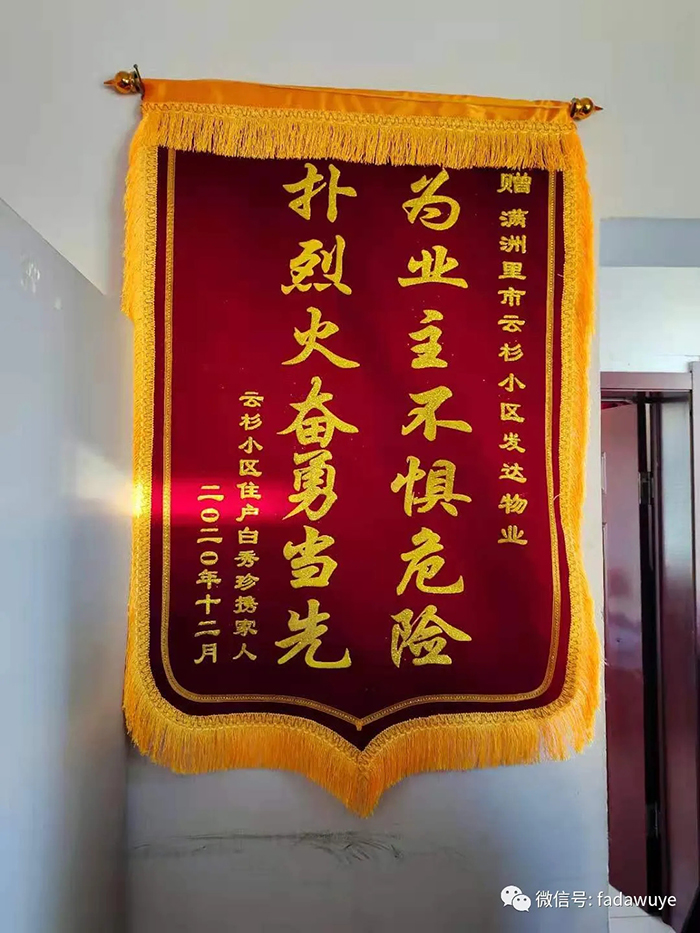 赠 满洲里市云杉小区发达物业
为业主不惧危险
扑烈火奋勇当先
云杉小区住户白秀珍携家人
二〇二〇年十二月
微信号: fadawuye